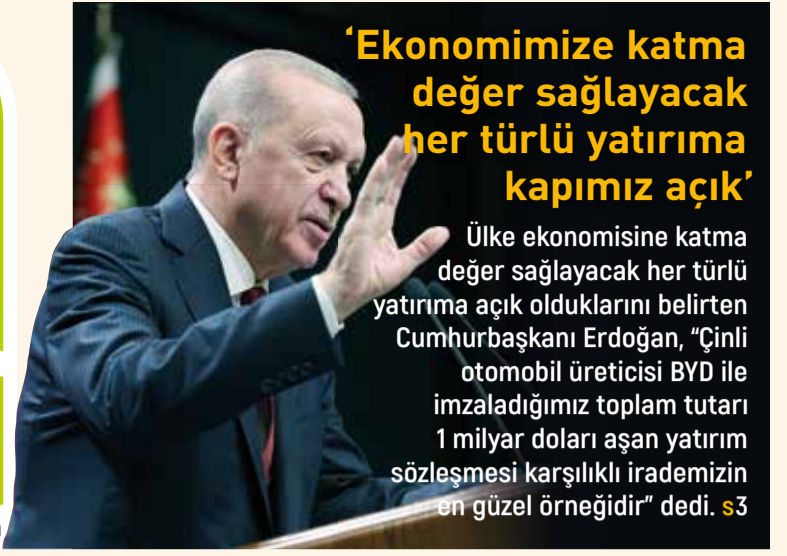 ‘Ekonomimize katma
değer sağlayacak
her türlü yatırıma
kapımız açık’
Ülke ekonomisine katma
değer sağlayacak her türlü
yatırıma açık olduklarını belirten
Cumhurbaşkanı Erdoğan, “Çinli
otomobil üreticisi BYD ile
imzaladığımız toplam tutarı
1 milyar doları aşan yatırım
sözleşmesi karşılıklı irademizin
en güzel örneğidir” dedi. s3